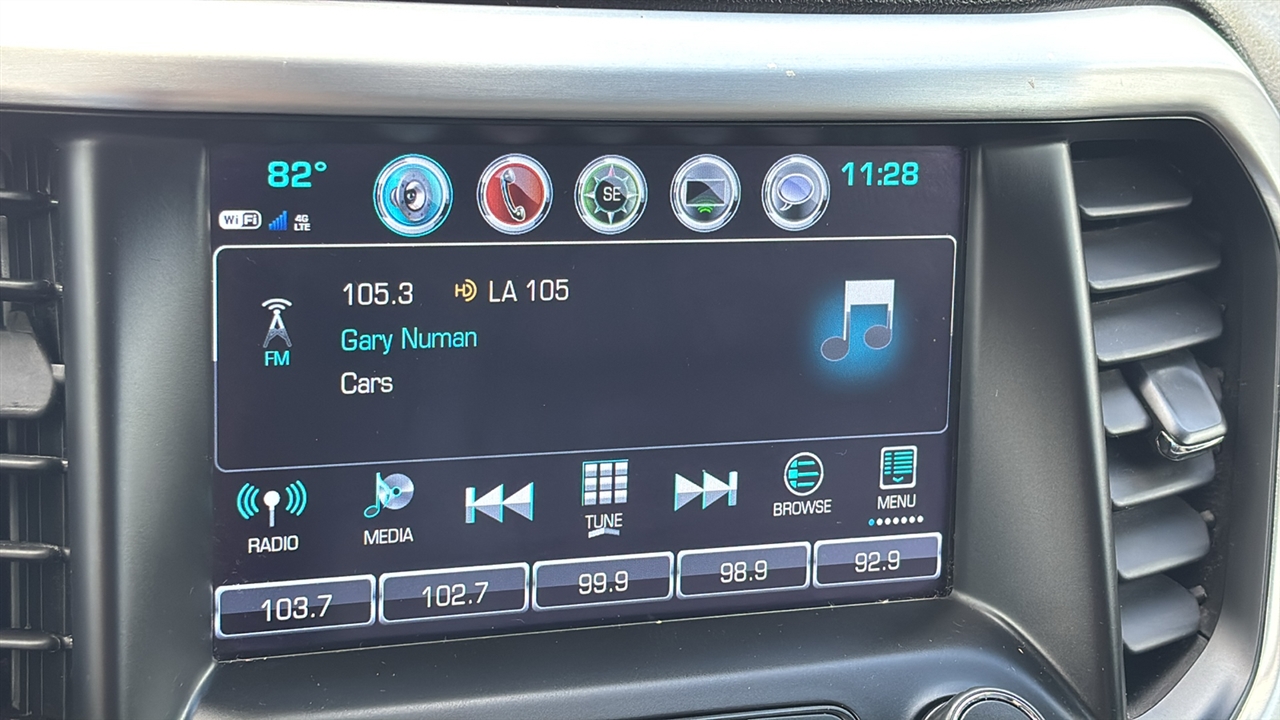 82° SE 11:28
WiFi 4G LTE
105.3 HD LA 105
FM Gary Numan
Cars
RADIO MEDIA TUNE BROWSE MENU
103.7 102.7 99.9 98.9 92.9